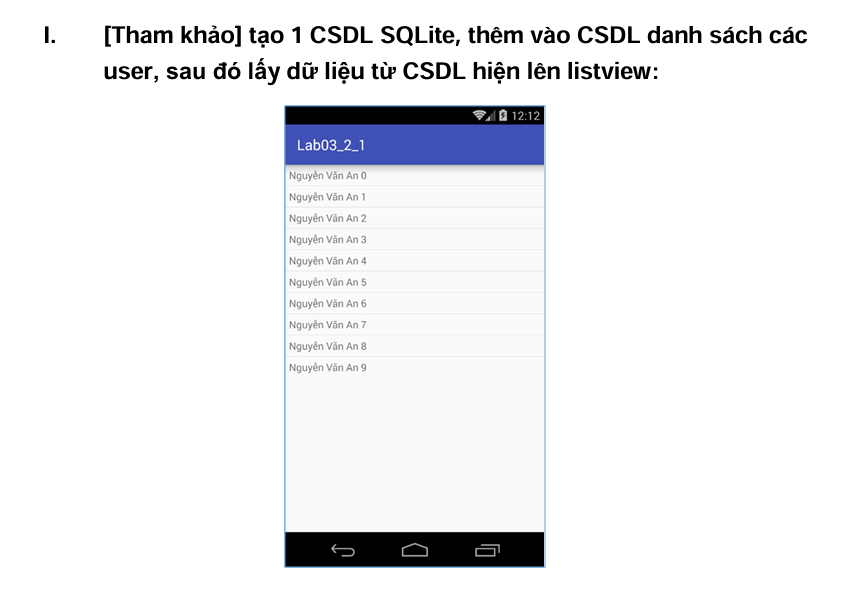 I. [Tham khảo] tạo 1 CSDL SQLite, thêm vào CSDL danh sách các
user, sau đó lấy dữ liệu từ CSDL hiện lên listview:
12:12
Lab03_2_1
Nguyễn Văn An 0
Nguyễn Văn An 1
Nguyễn Văn An 2
Nguyễn Văn An 3
Nguyễn Văn An 4
Nguyễn Văn An 5
Nguyễn Văn An 6
Nguyễn Văn An 7
Nguyễn Văn An 8
Nguyễn Văn An 9